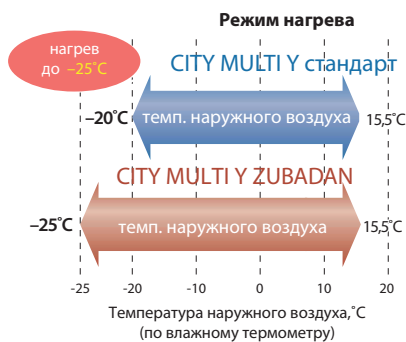 Режим нагрева
нагрев
до –25˚C
CITY MULTI Y стандарт
–20˚C темп. наружного воздуха 15,5˚C
CITY MULTI Y ZUBADAN
–25˚C темп. наружного воздуха 15,5˚C
-25 -20 -10 0 10 20
Температура наружного воздуха,˚C
(по влажному термометру)